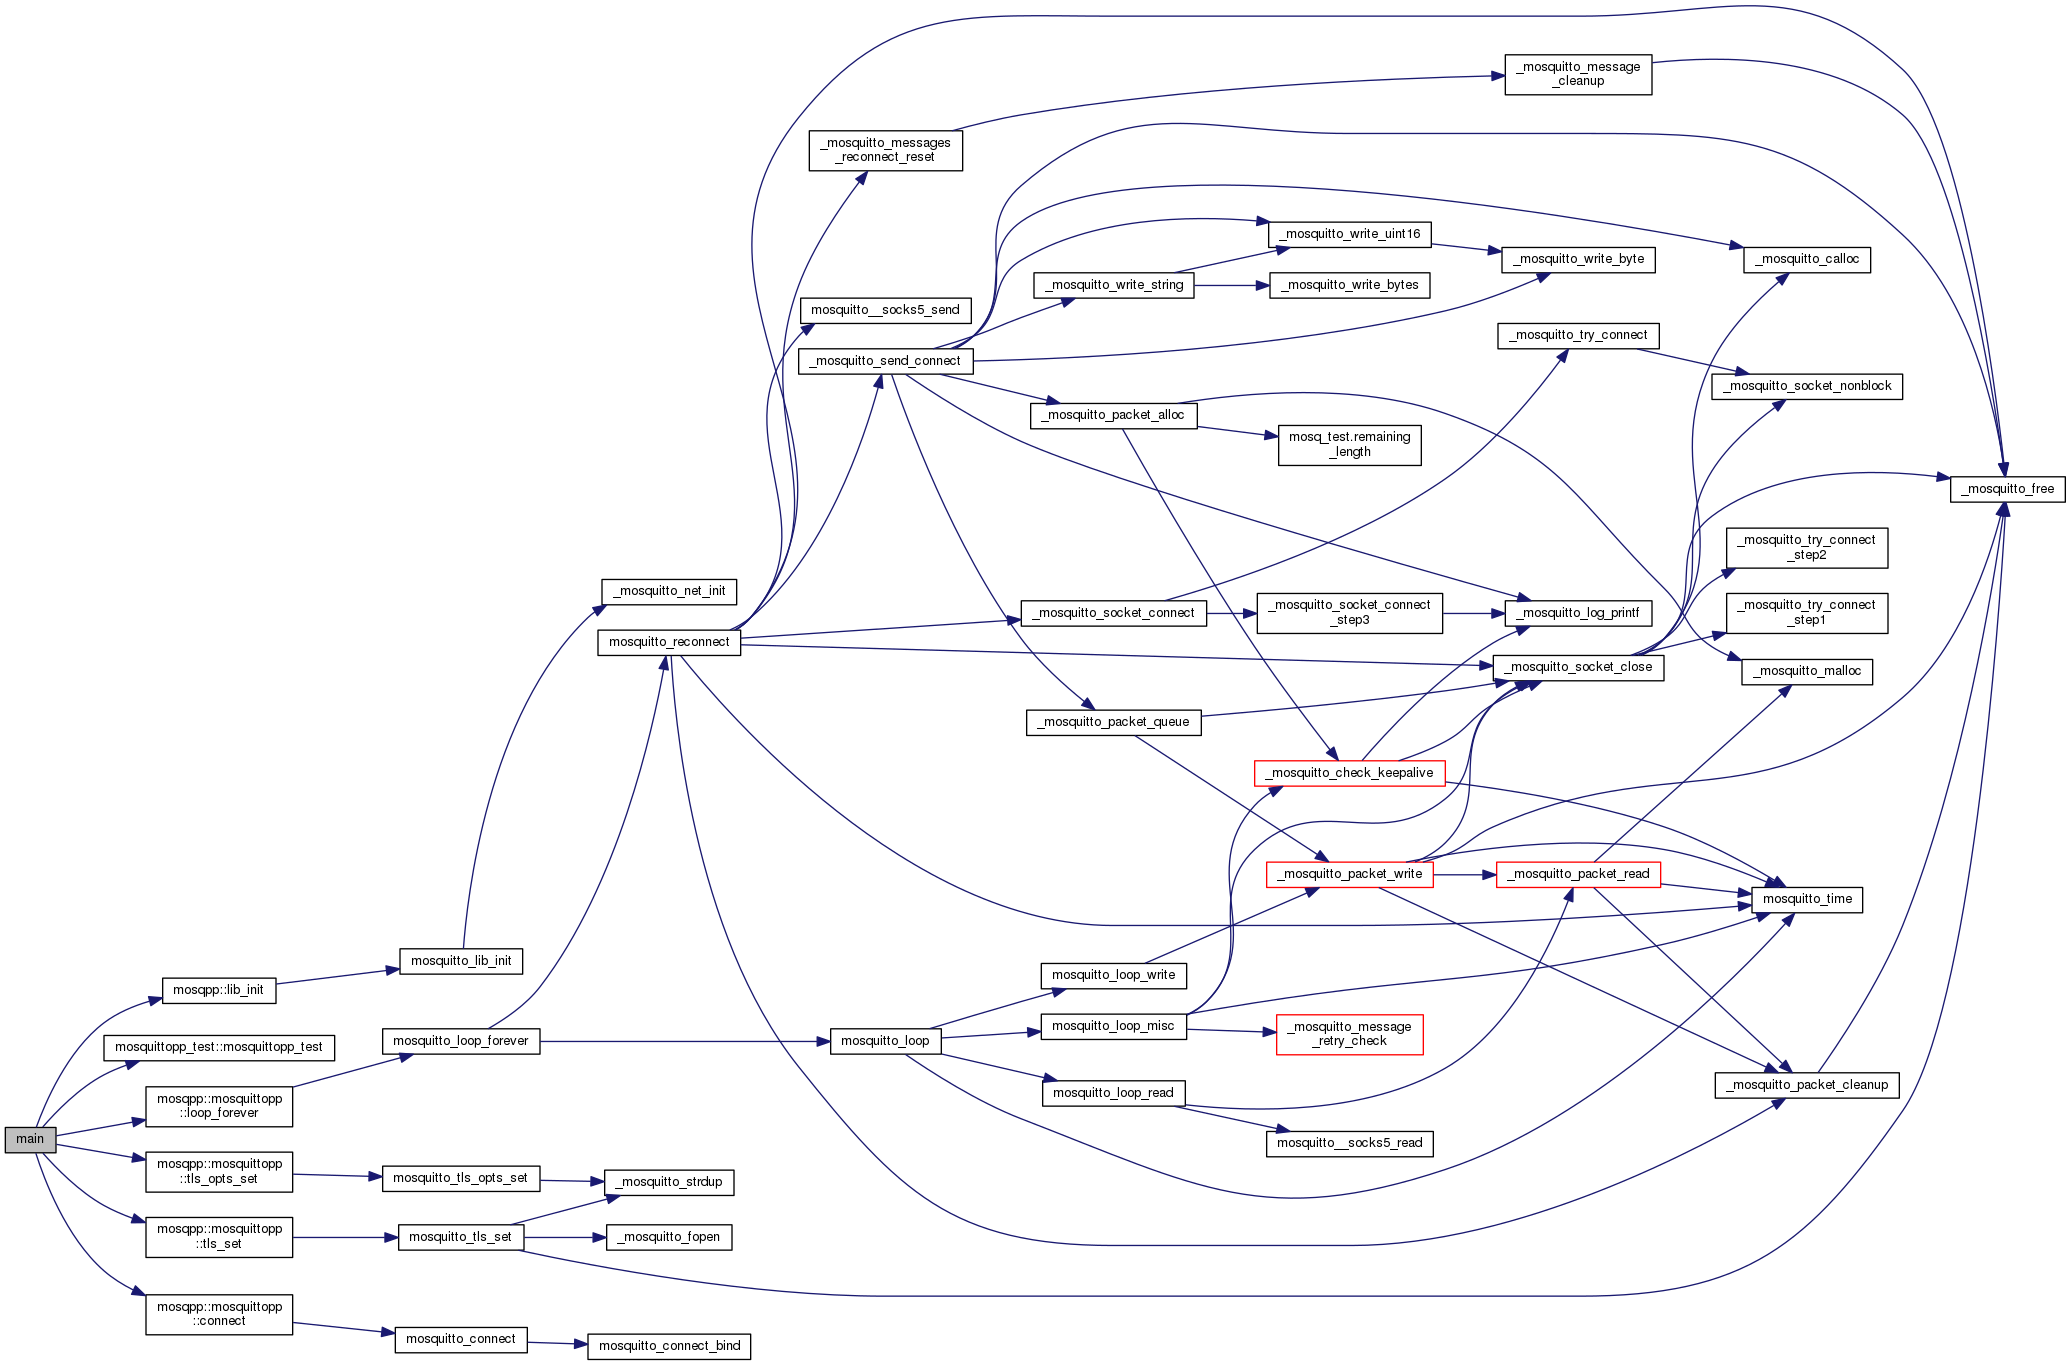 _mosquitto_message
_cleanup
_mosquitto_messages
_reconnect_reset
_mosquitto_write_uint16
_mosquitto_write_byte
_mosquitto_calloc
_mosquitto_write_string
_mosquitto_write_bytes
mosquitto__socks5_send
_mosquitto_try_connect
_mosquitto_send_connect
_mosquitto_socket_nonblock
_mosquitto_packet_alloc
mosq_test.remaining
_length
_mosquitto_free
_mosquitto_try_connect
_step2
_mosquitto_net_init
_mosquitto_socket_connect
_mosquitto_socket_connect
_step3
_mosquitto_log_printf
_mosquitto_try_connect
_step1
mosquitto_reconnect
_mosquitto_socket_close
_mosquitto_malloc
_mosquitto_packet_queue
_mosquitto_check_keepalive
_mosquitto_packet_write
_mosquitto_packet_read
mosquitto_time
mosquitto_lib_init
mosqpp::lib_init
mosquitto_loop_write
mosquitto_loop_misc
_mosquitto_message
_retry_check
mosquittopp_test::mosquittopp_test
mosquitto_loop_forever
mosquitto_loop
_mosquitto_packet_cleanup
mosquitto_loop_read
mosqpp::mosquittopp
::loop_forever
main
mosquitto__socks5_read
mosqpp::mosquittopp
::tls_opts_set
mosquitto_tls_opts_set
_mosquitto_strdup
mosqpp::mosquittopp
::tls_set
mosquitto_tls_set
_mosquitto_fopen
mosqpp::mosquittopp
::connect
mosquitto_connect
mosquitto_connect_bind